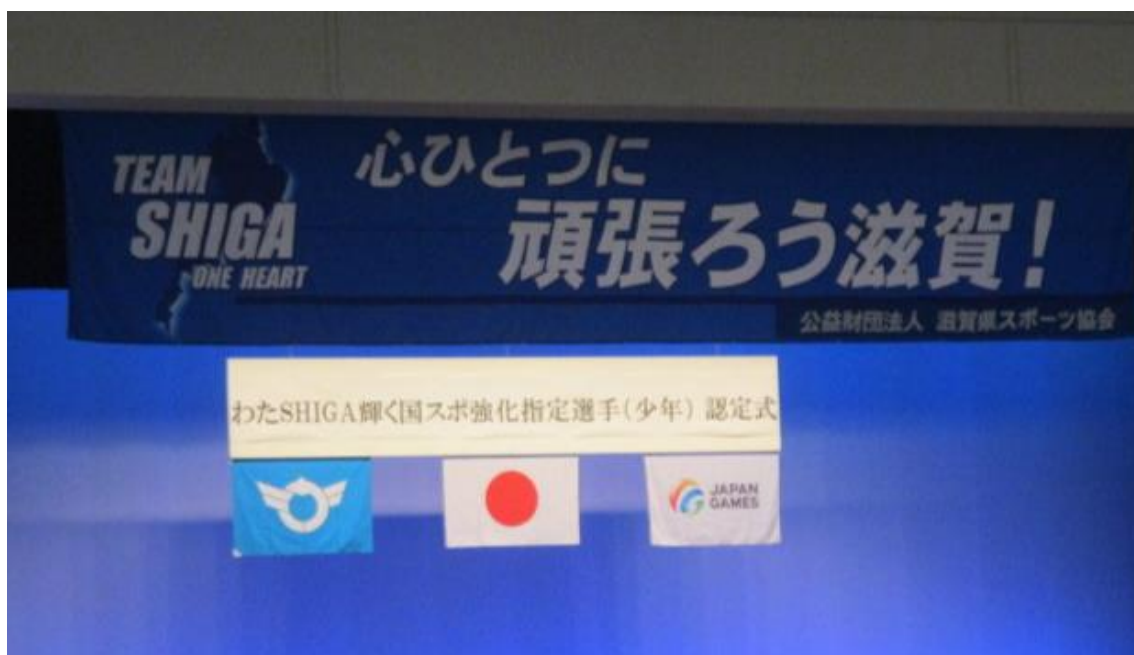 TEAM
SHIGA
ONE HEART
心ひとつに
頑張ろう滋賀！
公益財団法人 滋賀県スポーツ協会
わたSHIGA輝く国スポ強化指定選手（少年）認定式
JAPAN
GAMES